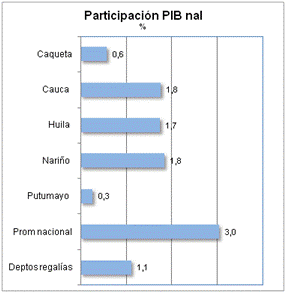 Participación PIB nal
%
Caqueta 0,6
Cauca 1,8
Huila 1,7
Nariño 1,8
Putumayo 0,3
Prom nacional 3,0
Deptos regalías 1,1